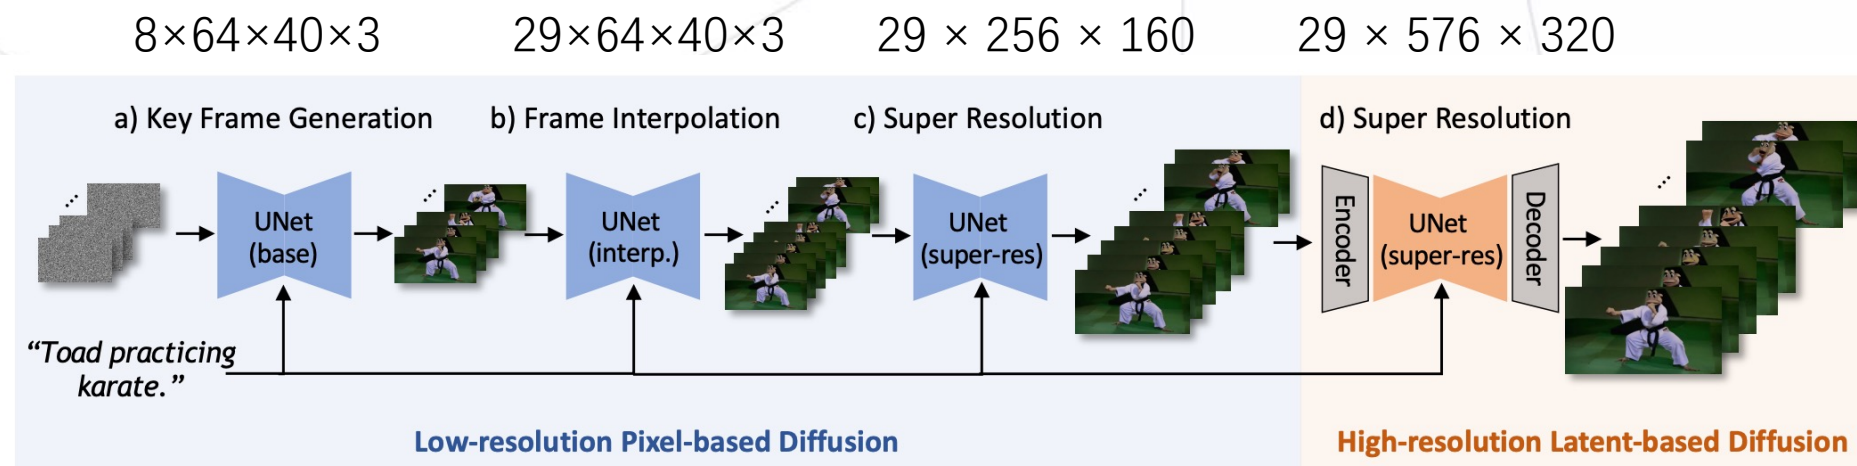 8×64×40×3
29×64×40×3
29 × 256 × 160
29 × 576 × 320
a) Key Frame Generation
b) Frame Interpolation
c) Super Resolution
d) Super Resolution
UNet
(base)
UNet
(interp.)
UNet
(super-res)
Encoder
UNet
(super-res)
Decoder
“Toad practicing
karate.”
Low-resolution Pixel-based Diffusion
High-resolution Latent-based Diffusion